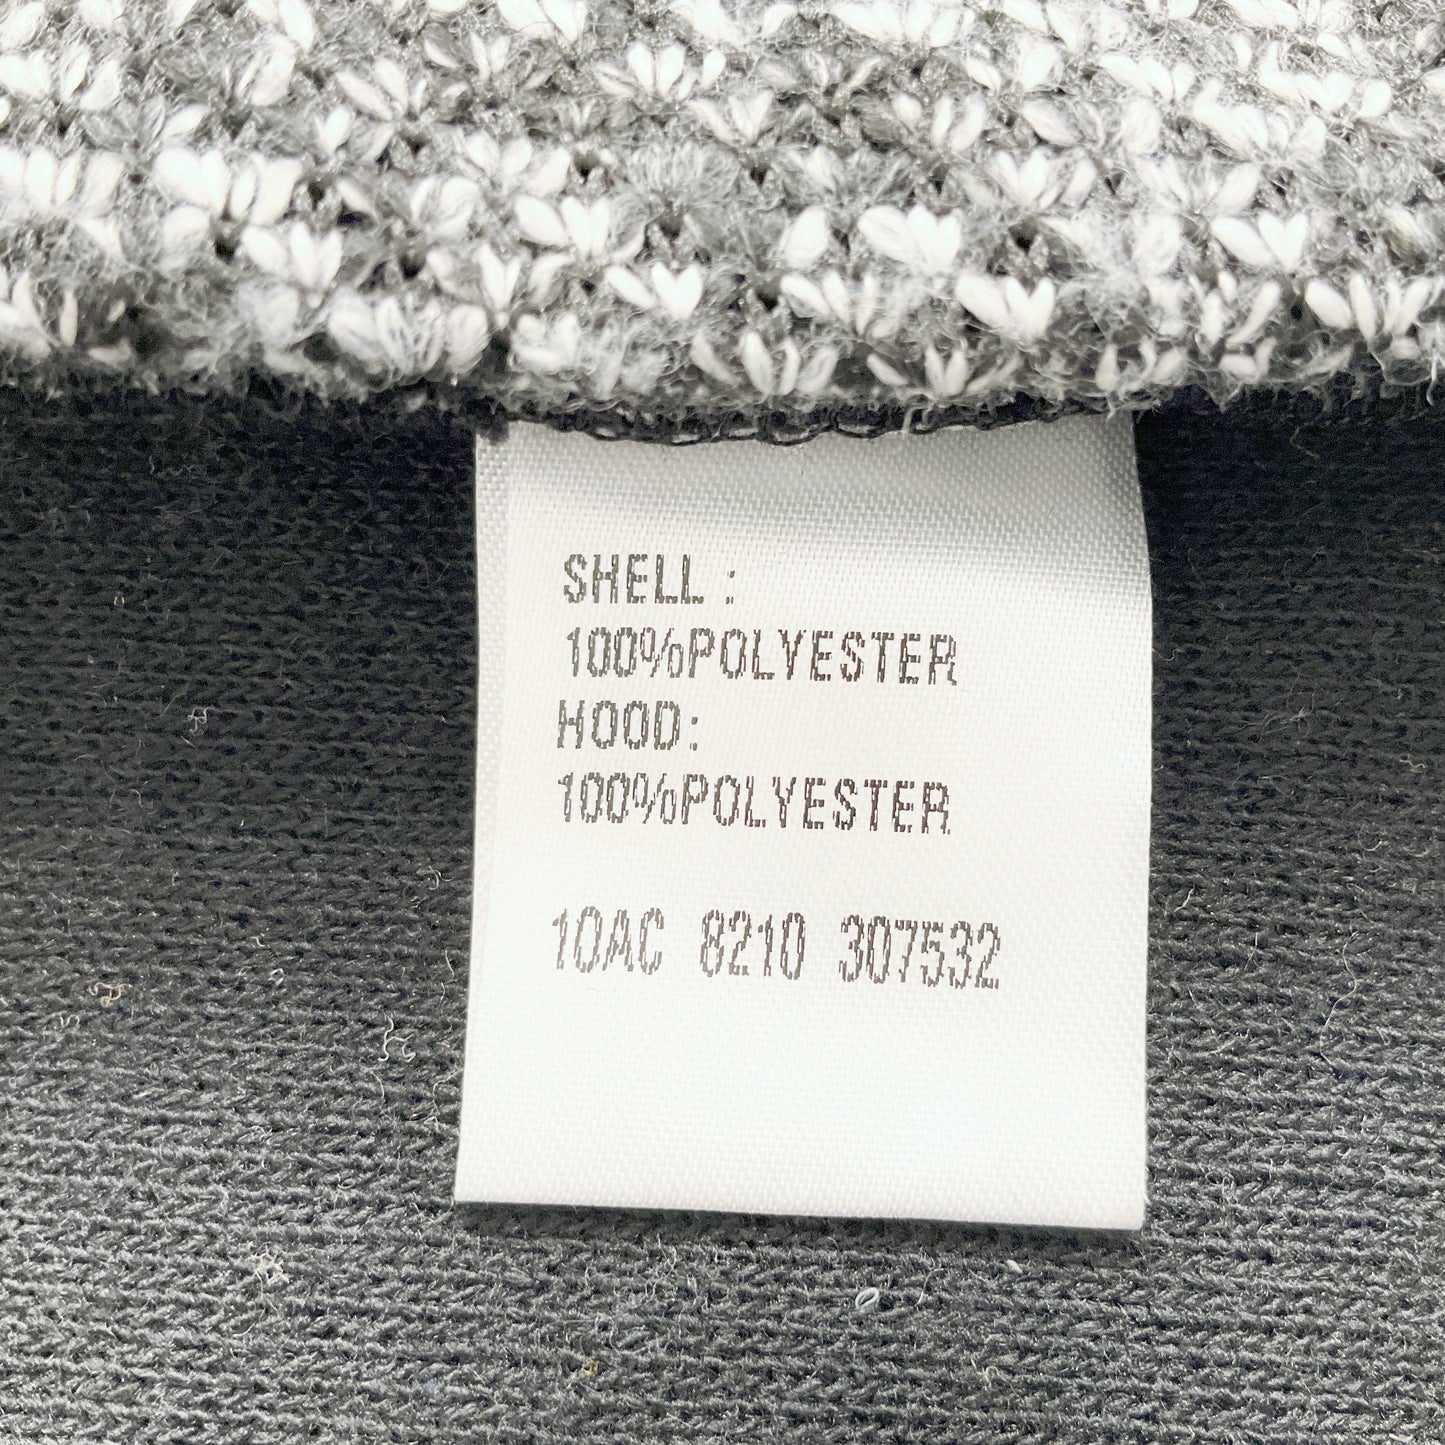 SHELL :
100%POLYESTER
HOOD:
100%POLYESTER
10AC 8210 307532